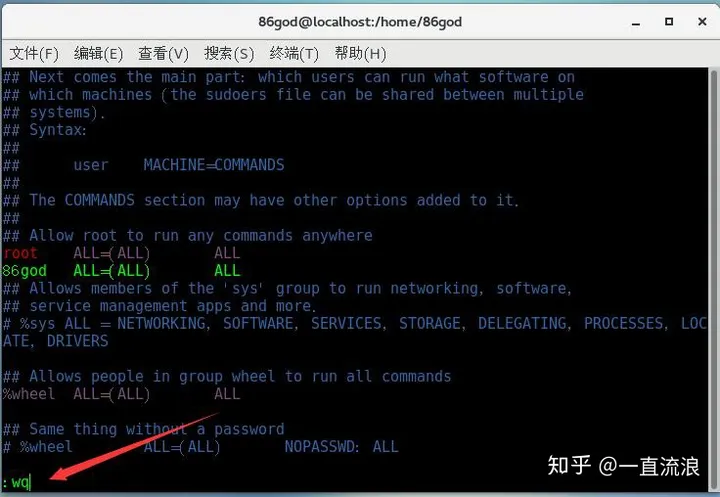 86god@localhost:/home/86god
文件(F) 编辑(E) 查看(V) 搜索(S) 终端(T) 帮助(H)
## Next comes the main part: which users can run what software on
## which machines (the sudoers file can be shared between multiple
## systems).
## Syntax:
##
##      user    MACHINE=COMMANDS
##
## The COMMANDS section may have other options added to it.
##
## Allow root to run any commands anywhere
root    ALL=(ALL)       ALL
86god   ALL=(ALL)       ALL
## Allows members of the 'sys' group to run networking, software,
## service management apps and more.
# %sys ALL = NETWORKING, SOFTWARE, SERVICES, STORAGE, DELEGATING, PROCESSES, LOC
ATE, DRIVERS
## Allows people in group wheel to run all commands
%wheel  ALL=(ALL)       ALL
## Same thing without a password
# %wheel        ALL=(ALL)       NOPASSWD: ALL
:wq
知乎 @一直流浪